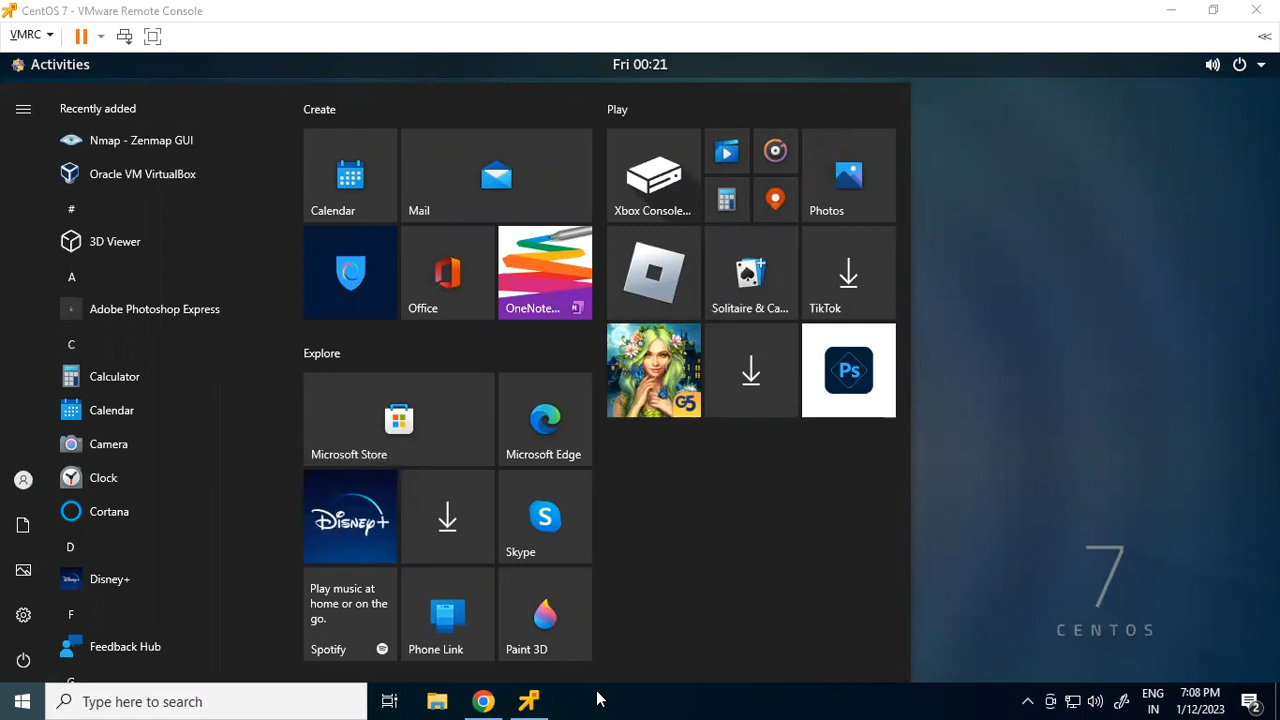 CentOS 7 - VMware Remote Console
VMRC
Activities
Fri 00:21
Recently added
Nmap - Zenmap GUI
Oracle VM VirtualBox
#
3D Viewer
A
Adobe Photoshop Express
C
Calculator
Calendar
Camera
Clock
Cortana
D
Disney+
F
Feedback Hub
Create
Calendar
Mail
Office
OneNote...
N
Explore
Microsoft Store
Microsoft Edge
Disney+
S
Skype
Play music at
home or on the
go.
Spotify
Phone Link
Paint 3D
Play
Xbox Console...
Photos
Solitaire & Ca...
TikTok
G5
Ps
7
CENTOS
Type here to search
ENG
IN
7:08 PM
1/12/2023
2